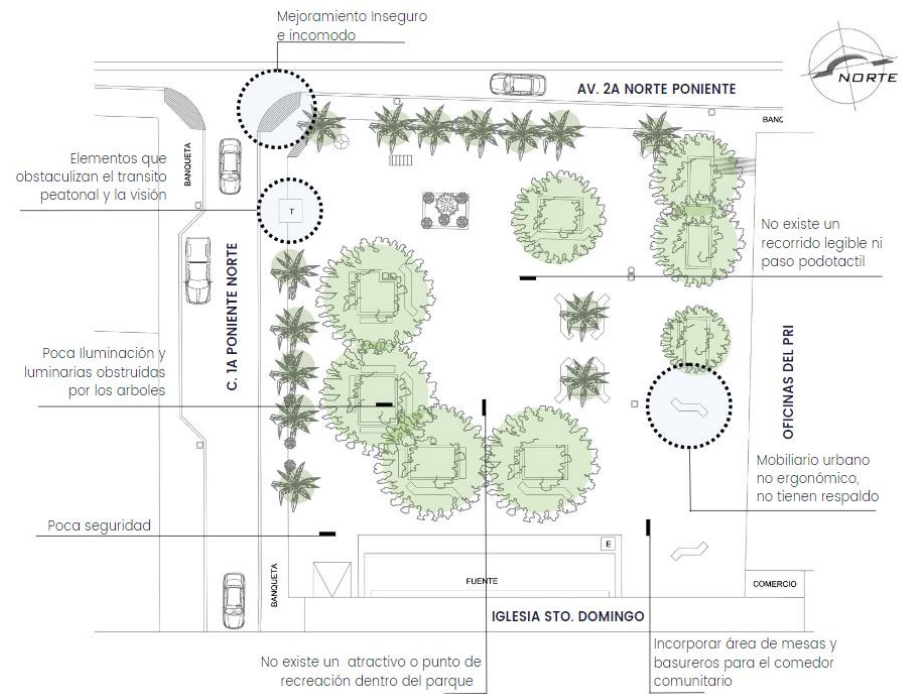 Mejoramiento Inseguro
e incomodo
NORTE
AV. 2A NORTE PONIENTE
BANQ
Elementos que
obstaculizan el transito
peatonal y la visión
BANQUETA
T
No existe un
recorrido legible ni
paso podotactil
C. 1A PONIENTE NORTE
Poca Iluminación y
luminarias obstruidas
por los arboles
OFICINAS DEL PRI
Mobiliario urbano
no ergonómico,
no tienen respaldo
Poca seguridad
E
BANQUETA
FUENTE
COMERCIO
IGLESIA STO. DOMINGO
No existe un atractivo o punto de
recreación dentro del parque
Incorporar área de mesas y
basureros para el comedor
comunitario